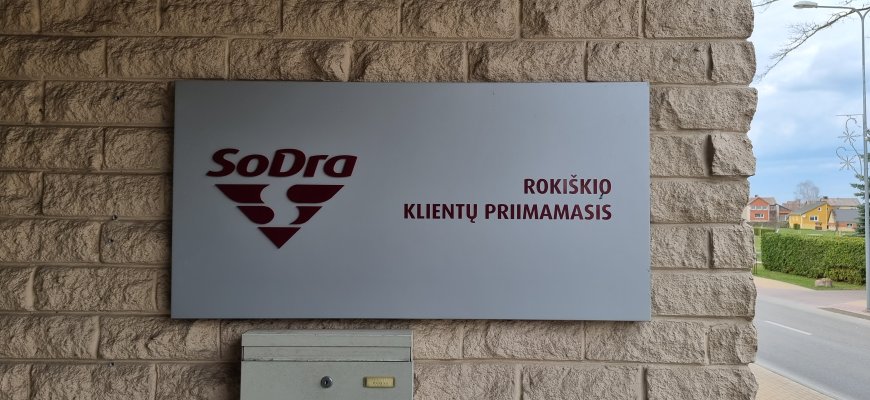 SoDra
ROKIŠKIO
KLIENTŲ PRIIMAMASIS